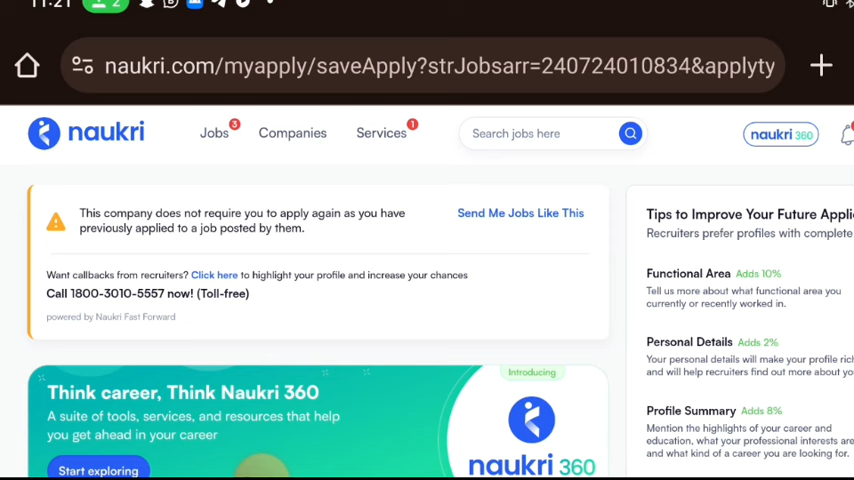 11:21
2
naukri.com/myapply/saveApply?strJobsarr=240724010834&applyty
naukri
Jobs 3
Companies
Services 1
Search jobs here
naukri 360
This company does not require you to apply again as you have
previously applied to a job posted by them.
Send Me Jobs Like This
Want callbacks from recruiters? Click here to highlight your profile and increase your chances
Call 1800-3010-5557 now! (Toll-free)
powered by Naukri Fast Forward
Think career, Think Naukri 360
A suite of tools, services, and resources that help
you get ahead in your career
Start exploring
Introducing
naukri 360
Tips to Improve Your Future Appli
Recruiters prefer profiles with complete
Functional Area Adds 10%
Tell us more about what functional area you
currently or recently worked in.
Personal Details Adds 2%
Your personal details will make your profile rich
and will help recruiters find out more about yo
Profile Summary Adds 8%
Mention the highlights of your career and
education, what your professional interests are
and what kind of a career you are looking for.